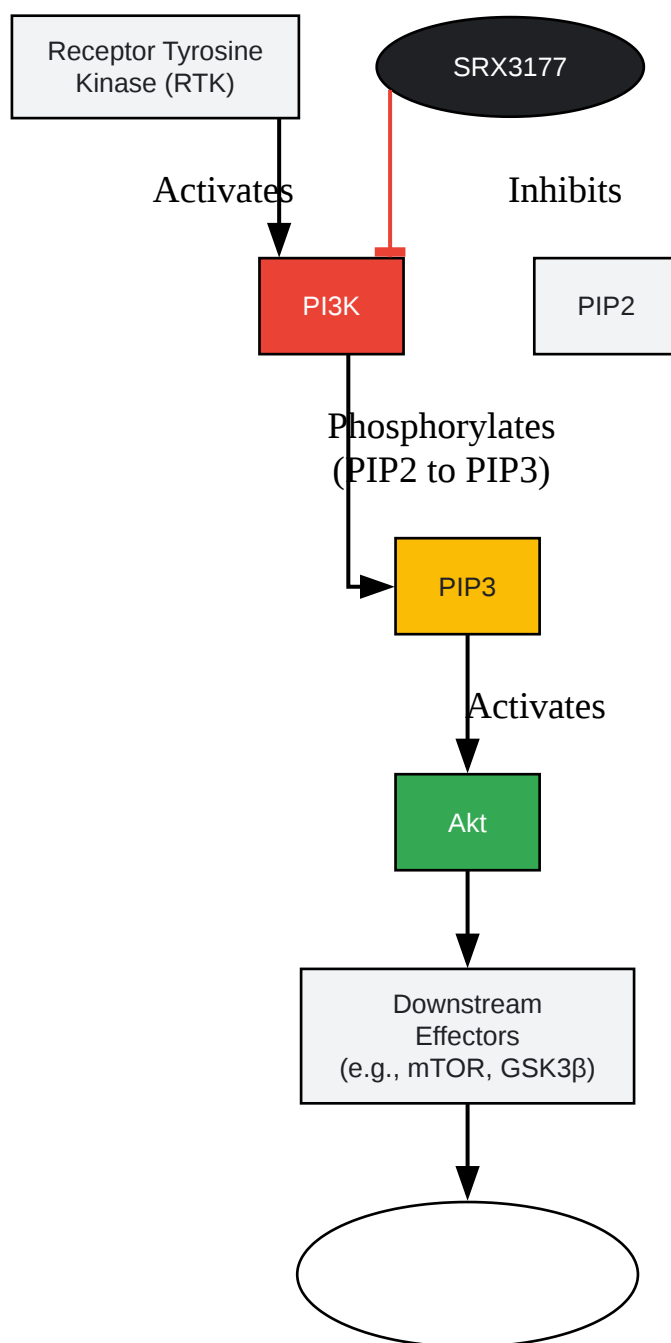 Receptor Tyrosine
Kinase (RTK)
SRX3177
Activates
Inhibits
PI3K
PIP2
Phosphorylates
(PIP2 to PIP3)
PIP3
Activates
Akt
Downstream
Effectors
(e.g., mTOR, GSK3β)